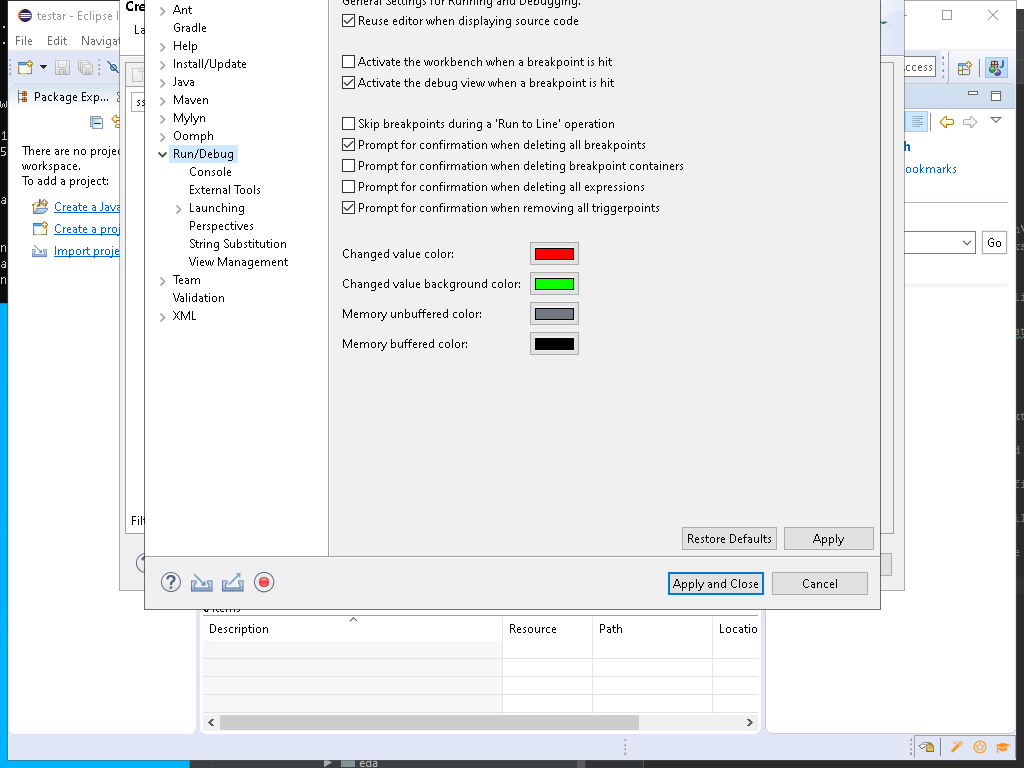 testar - Eclipse I
Cre
File Edit Navigat
La
Ant
Gradle
Help
Install/Update
Java
Maven
Mylyn
Oomph
Run/Debug
Console
External Tools
Launching
Perspectives
String Substitution
View Management
Team
Validation
XML
General Settings for Running and Debugging.
Reuse editor when displaying source code
Activate the workbench when a breakpoint is hit
Activate the debug view when a breakpoint is hit
Skip breakpoints during a 'Run to Line' operation
Prompt for confirmation when deleting all breakpoints
Prompt for confirmation when deleting breakpoint containers
Prompt for confirmation when deleting all expressions
Prompt for confirmation when removing all triggerpoints
Changed value color:
Changed value background color:
Memory unbuffered color:
Memory buffered color:
Restore Defaults Apply
Apply and Close Cancel
Package Exp...
There are no projec
workspace.
To add a project:
Create a Java
Create a proj
Import proje
ss
Filt
ccess
h
ookmarks
Go
Description Resource Path Locatio
eda